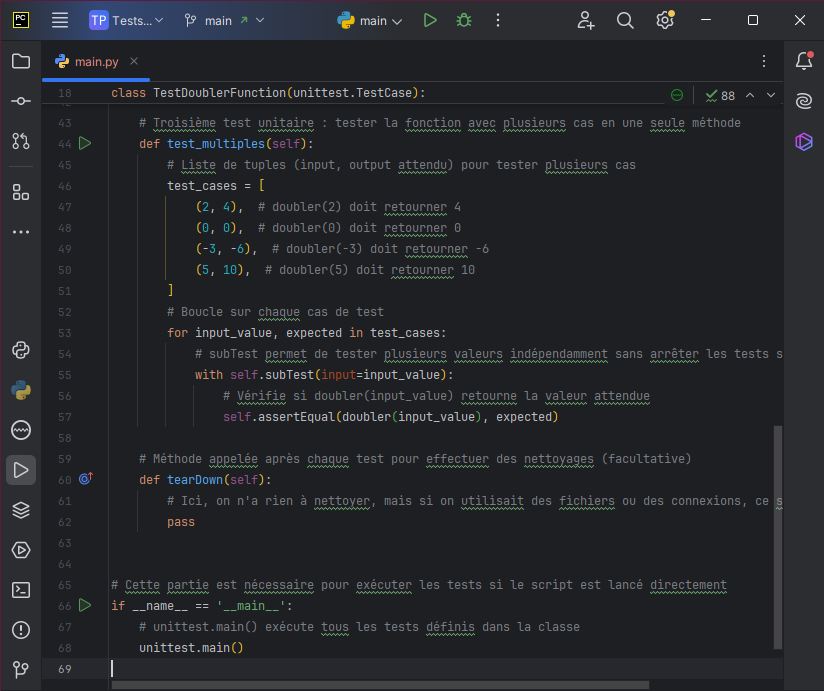 PC
TP Tests... main main
main.py
18 class TestDoublerFunction(unittest.TestCase): 88
43 # Troisième test unitaire : tester la fonction avec plusieurs cas en une seule méthode
44 def test_multiples(self):
45 # Liste de tuples (input, output attendu) pour tester plusieurs cas
46 test_cases = [
47 (2, 4), # doubler(2) doit retourner 4
48 (0, 0), # doubler(0) doit retourner 0
49 (-3, -6), # doubler(-3) doit retourner -6
50 (5, 10), # doubler(5) doit retourner 10
51 ]
52 # Boucle sur chaque cas de test
53 for input_value, expected in test_cases:
54 # subTest permet de tester plusieurs valeurs indépendamment sans arrêter les tests s
55 with self.subTest(input=input_value):
56 # Vérifie si doubler(input_value) retourne la valeur attendue
57 self.assertEqual(doubler(input_value), expected)
58
59 # Méthode appelée après chaque test pour effectuer des nettoyages (facultative)
60 def tearDown(self):
61 # Ici, on n'a rien à nettoyer, mais si on utilisait des fichiers ou des connexions, ce s
62 pass
63
64
65 # Cette partie est nécessaire pour exécuter les tests si le script est lancé directement
66 if __name__ == '__main__':
67 # unittest.main() exécute tous les tests définis dans la classe
68 unittest.main()
69